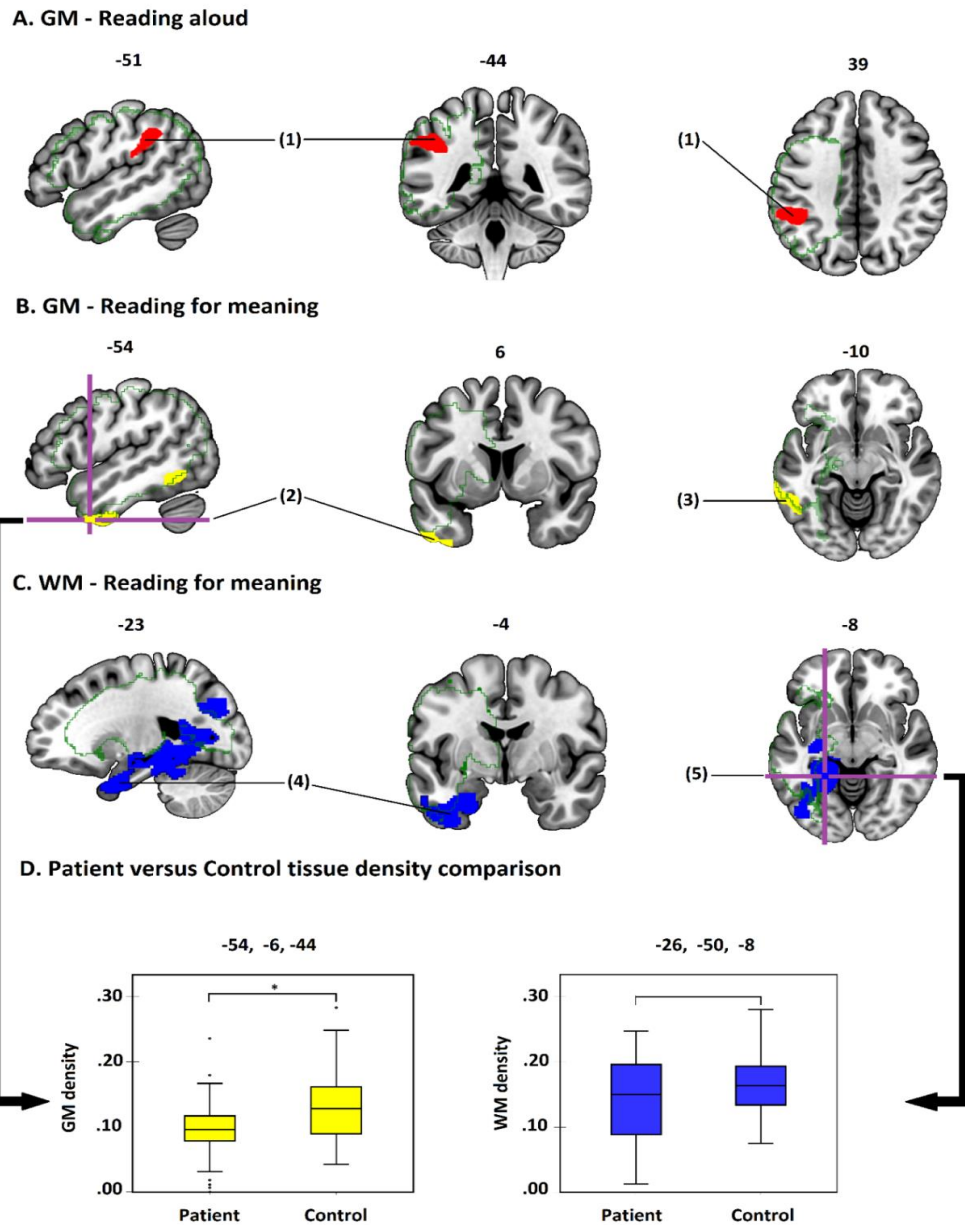 A. GM - Reading aloud
-51 -44 39
(1) (1)
B. GM - Reading for meaning
-54 6 -10
(2) (3)
C. WM - Reading for meaning
-23 -4 -8
(4) (5)
D. Patient versus Control tissue density comparison
-54, -6, -44
GM density
.30
.20
.10
.00
*
Patient Control
-26, -50, -8
WM density
.30
.20
.10
.00
Patient Control